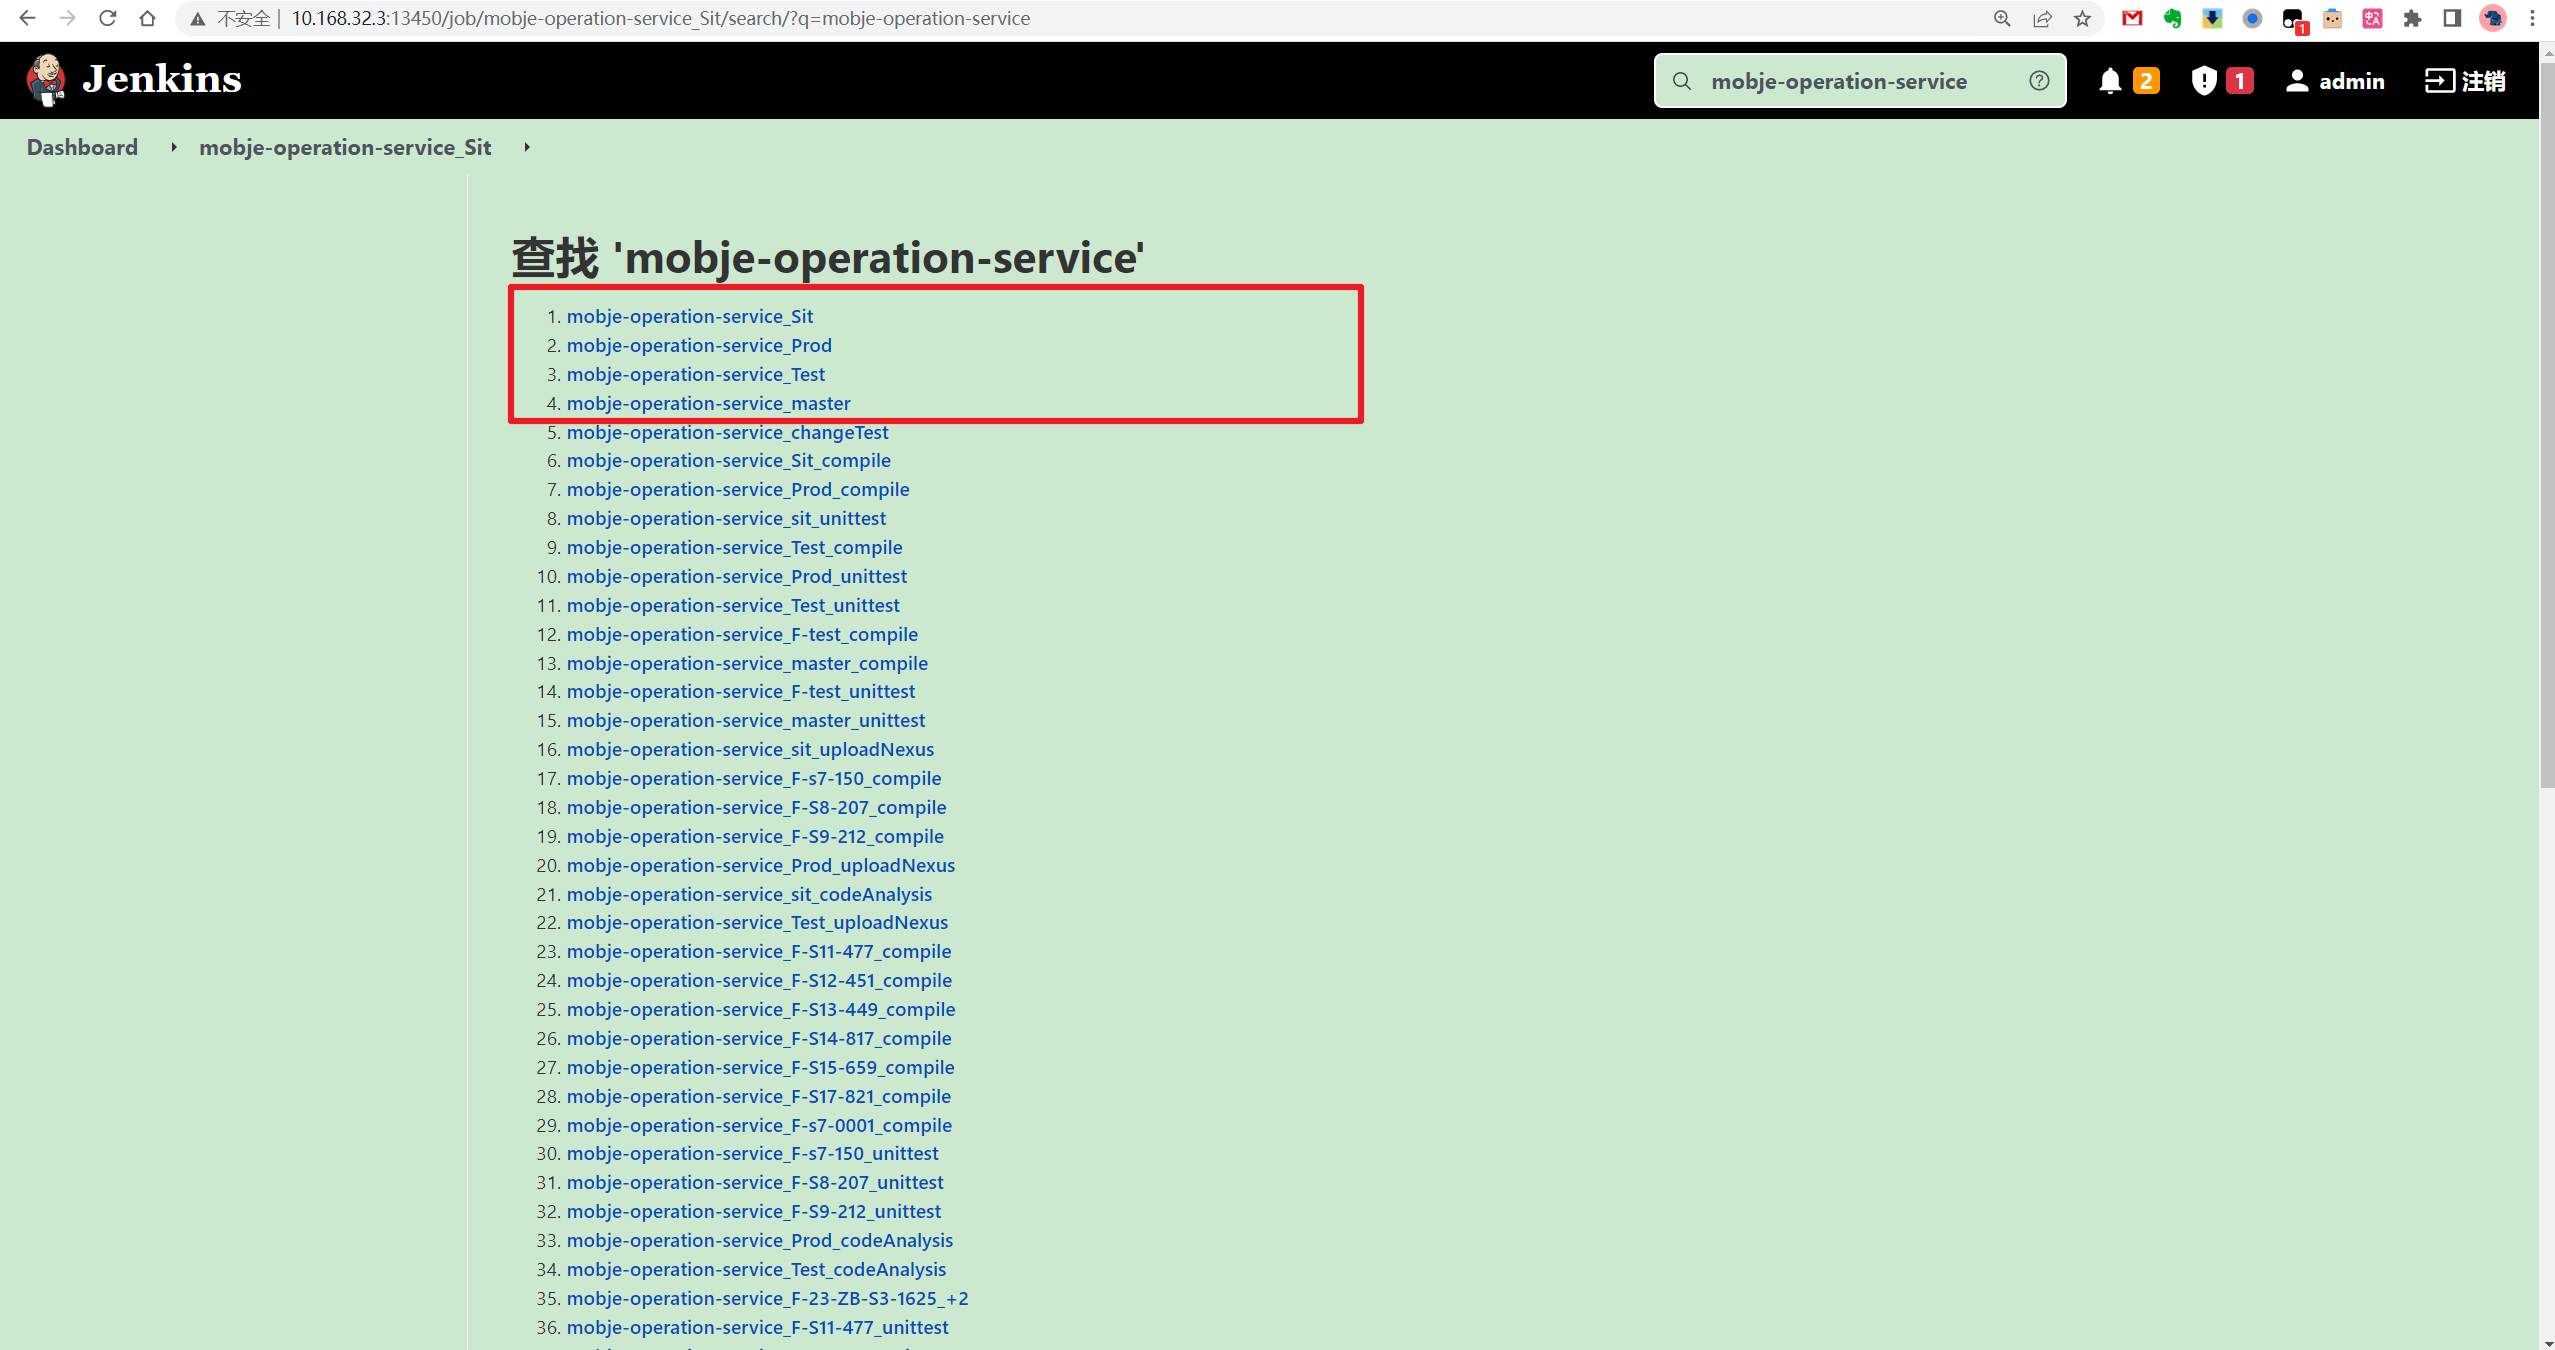 不安全 10.168.32.3:13450/job/mobje-operation-service_Sit/search/?q=mobje-operation-service
1
Jenkins
mobje-operation-service
2
1
admin
注销
Dashboard
mobje-operation-service_Sit
查找 'mobje-operation-service'
1. mobje-operation-service_Sit
2. mobje-operation-service_Prod
3. mobje-operation-service_Test
4. mobje-operation-service_master
5. mobje-operation-service_changeTest
6. mobje-operation-service_Sit_compile
7. mobje-operation-service_Prod_compile
8. mobje-operation-service_sit_unittest
9. mobje-operation-service_Test_compile
10. mobje-operation-service_Prod_unittest
11. mobje-operation-service_Test_unittest
12. mobje-operation-service_F-test_compile
13. mobje-operation-service_master_compile
14. mobje-operation-service_F-test_unittest
15. mobje-operation-service_master_unittest
16. mobje-operation-service_sit_uploadNexus
17. mobje-operation-service_F-s7-150_compile
18. mobje-operation-service_F-S8-207_compile
19. mobje-operation-service_F-S9-212_compile
20. mobje-operation-service_Prod_uploadNexus
21. mobje-operation-service_sit_codeAnalysis
22. mobje-operation-service_Test_uploadNexus
23. mobje-operation-service_F-S11-477_compile
24. mobje-operation-service_F-S12-451_compile
25. mobje-operation-service_F-S13-449_compile
26. mobje-operation-service_F-S14-817_compile
27. mobje-operation-service_F-S15-659_compile
28. mobje-operation-service_F-S17-821_compile
29. mobje-operation-service_F-s7-0001_compile
30. mobje-operation-service_F-s7-150_unittest
31. mobje-operation-service_F-S8-207_unittest
32. mobje-operation-service_F-S9-212_unittest
33. mobje-operation-service_Prod_codeAnalysis
34. mobje-operation-service_Test_codeAnalysis
35. mobje-operation-service_F-23-ZB-S3-1625_+2
36. mobje-operation-service_F-S11-477_unittest